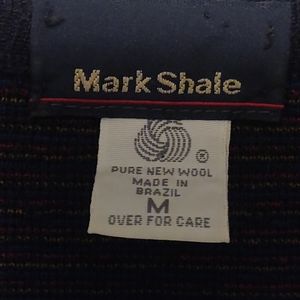 Mark Shale
®
PURE NEW WOOL
MADE IN
BRAZIL
M
OVER FOR CARE